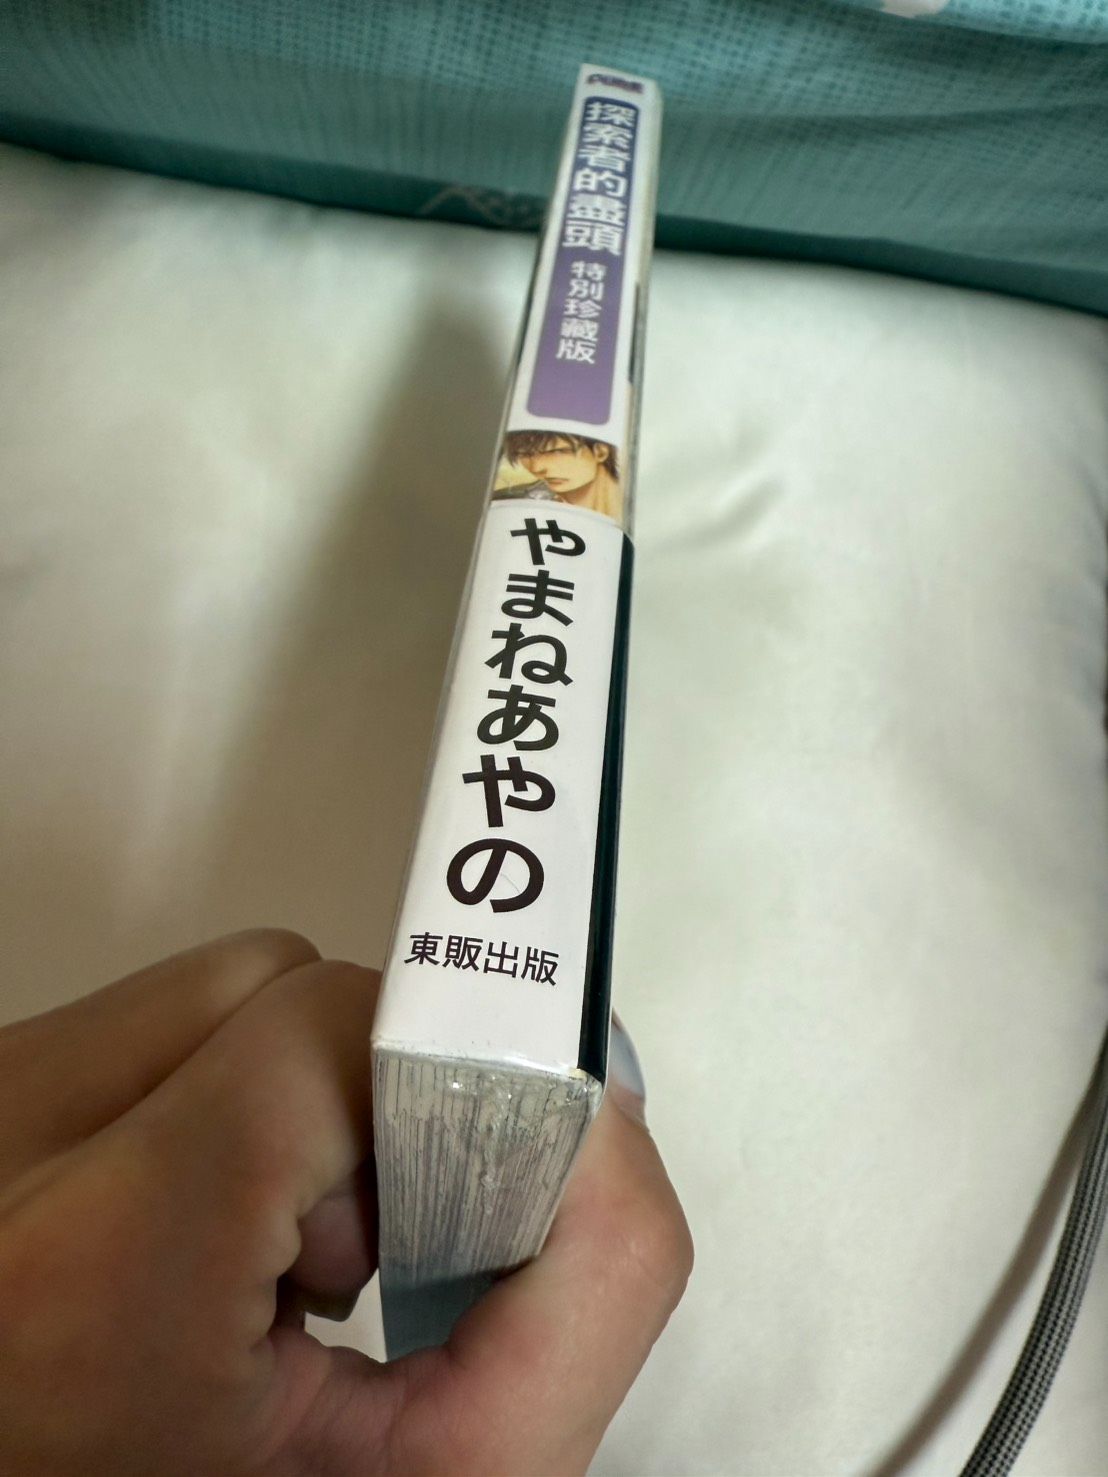 探索者的盡頭
特別珍藏版
やまねあやの
東販出版